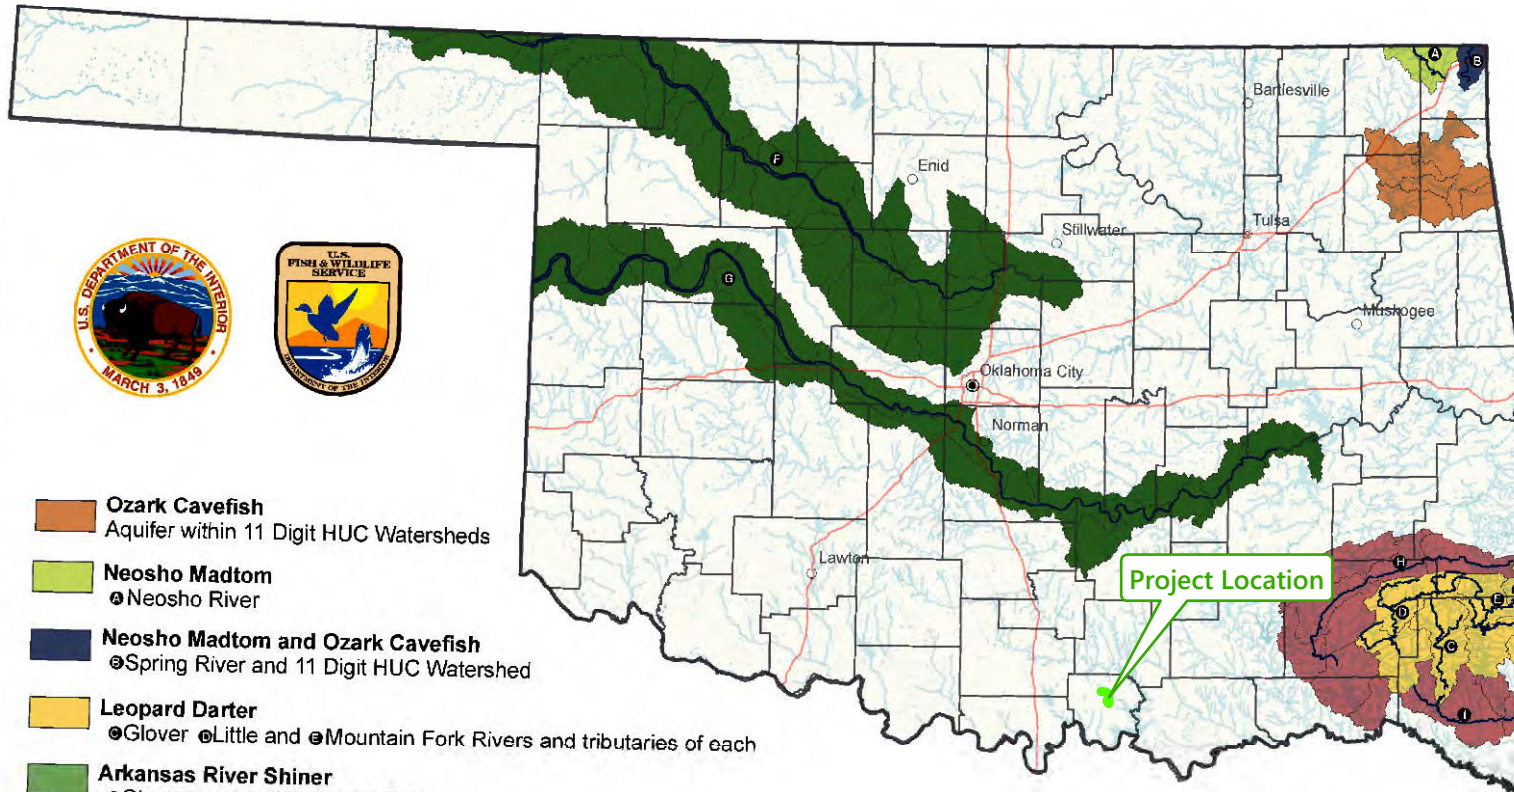 A
B
Bartlesville
F
Enid
Stillwater
Tulsa
G
Muskogee
Oklahoma City
Norman
Lawton
Project Location
H
D
E
C
I
U.S. DEPARTMENT OF THE INTERIOR
MARCH 3, 1849
U.S.
FISH & WILDLIFE
SERVICE
DEPARTMENT OF THE INTERIOR
Ozark Cavefish
Aquifer within 11 Digit HUC Watersheds
Neosho Madtom
A Neosho River
Neosho Madtom and Ozark Cavefish
B Spring River and 11 Digit HUC Watershed
Leopard Darter
C Glover D Little and E Mountain Fork Rivers and tributaries of each
Arkansas River Shiner